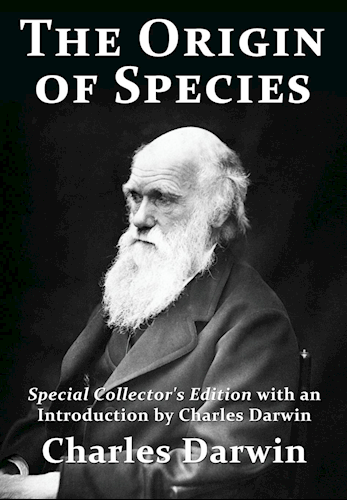 The Origin
of Species
Special Collector's Edition with an
Introduction by Charles Darwin
Charles Darwin